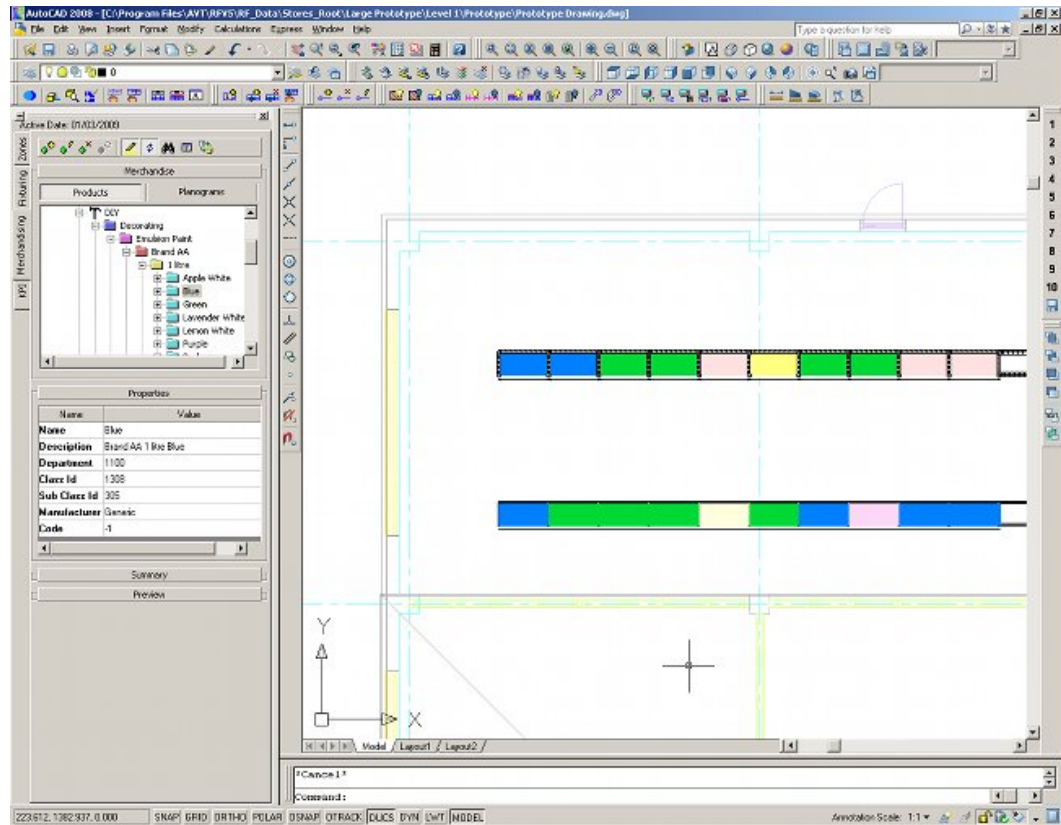 AutoCAD 2008 - [C:\Program Files\AVT\RFV5\RF_Data\Stores_Root\Large Prototype\Level 1\Prototype\Prototype Drawing.dwg]
File Edit View Insert Format Modify Calculations Express Window Help
Type a question for help
0
Active Date: 01/03/2009
Zones
Fixturing
Merchandising
KPI
Merchandise
Products Planograms
DIY
Decorating
Emulsion Paint
Brand AA
1 litre
Apple White
Blue
Green
Lavender White
Lemon White
Purple
Properties
Name Value
Name Blue
Description Brand AA 1 litre Blue
Department 1100
Class Id 1308
Sub Class Id 305
Manufacturer Generic
Code -1
Summary
Preview
1
2
3
4
5
6
7
8
9
10
Y
X
Model Layout1 Layout2
*Cancel*
Command:
223.612, 1382.937, 0.000 SNAP GRID ORTHO POLAR OSNAP OTRACK DUCS DYN LWT MODEL Annotation Scale: 1:1